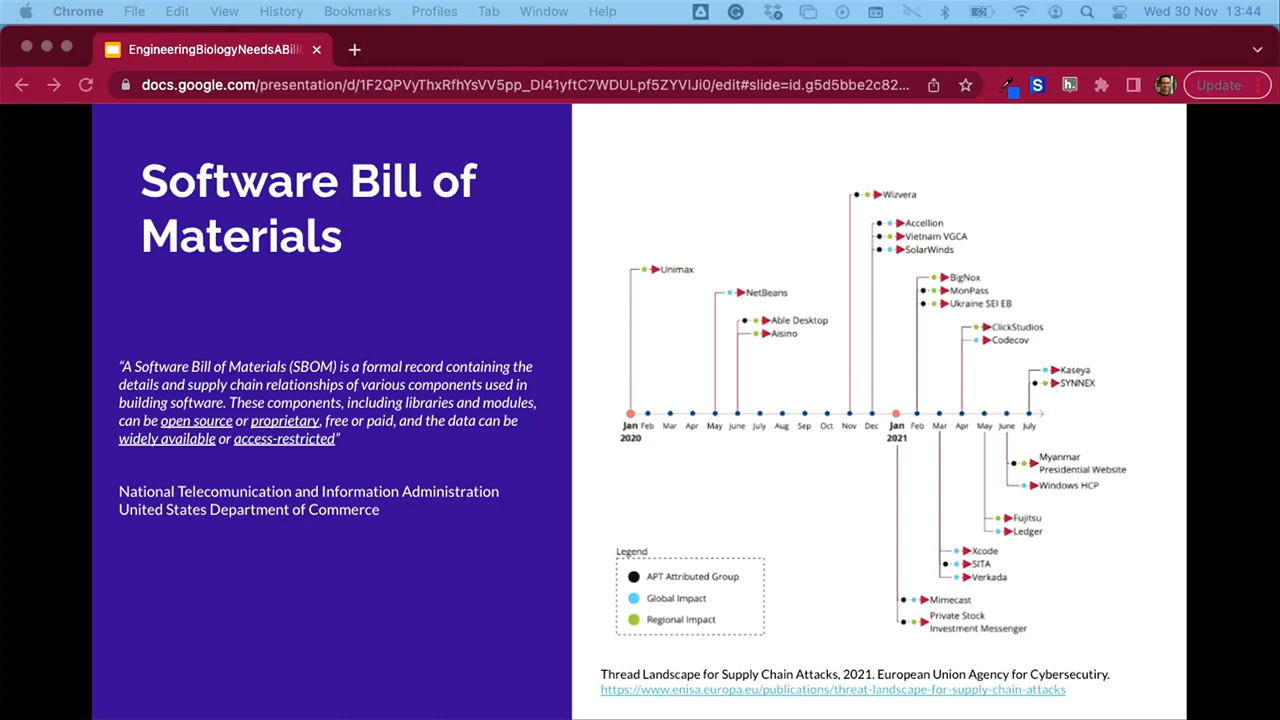 Chrome File Edit View History Bookmarks Profiles Tab Window Help Wed 30 Nov 13:44
EngineeringBiologyNeedsABill
docs.google.com/presentation/d/1F2QPVyThxRfhYsVV5pp_DI41yftC7WDULpf5ZYVIJi0/edit#slide=id.g5d5bbe2c82... Update
Software Bill of
Materials
“A Software Bill of Materials (SBOM) is a formal record containing the
details and supply chain relationships of various components used in
building software. These components, including libraries and modules,
can be open source or proprietary, free or paid, and the data can be
widely available or access-restricted”
National Telecomunication and Information Administration
United States Department of Commerce
Wizvera
Accellion
Vietnam VGCA
SolarWinds
Unimax
BigNox
NetBeans
MonPass
Ukraine SEI EB
Able Desktop
Aisino
ClickStudios
Codecov
Kaseya
SYNNEX
Jan Feb Mar Apr May June July Aug Sep Oct Nov Dec Jan Feb Mar Apr May June July
2020 2021
Myanmar
Presidential Website
Windows HCP
Fujitsu
Ledger
Xcode
SITA
Verkada
Mimecast
Private Stock
Investment Messenger
Legend
APT Attributed Group
Global Impact
Regional Impact
Thread Landscape for Supply Chain Attacks, 2021. European Union Agency for Cybersecutiry.
https://www.enisa.europa.eu/publications/threat-landscape-for-supply-chain-attacks